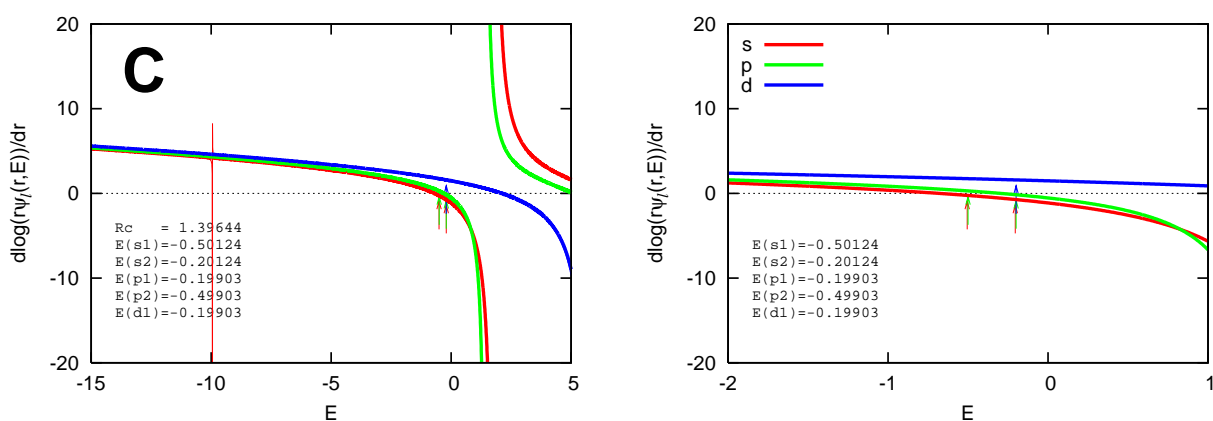 20
10
0
-10
-20
-15
-10
-5
0
5
dlog(nψl(r,E))/dr
E
C
Rc   = 1.39644
E(s1)=-0.50124
E(s2)=-0.20124
E(p1)=-0.19903
E(p2)=-0.49903
E(d1)=-0.19903
20
10
0
-10
-20
-2
-1
0
1
dlog(nψl(r,E))/dr
E
s
p
d
E(s1)=-0.50124
E(s2)=-0.20124
E(p1)=-0.19903
E(p2)=-0.49903
E(d1)=-0.19903